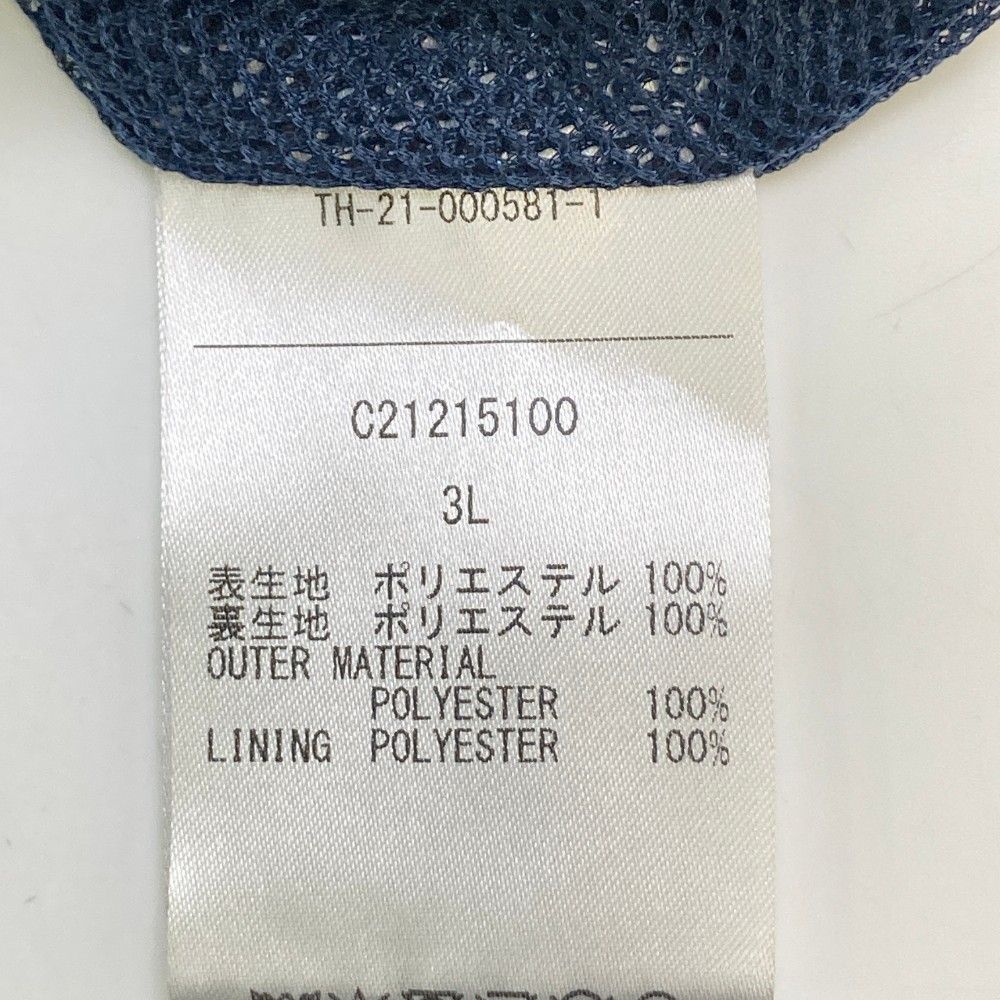 TH-21-000581-1
C21215100
3L
表生地 ポリエステル 100%
裏生地 ポリエステル 100%
OUTER MATERIAL
POLYESTER 100%
LINING POLYESTER 100%